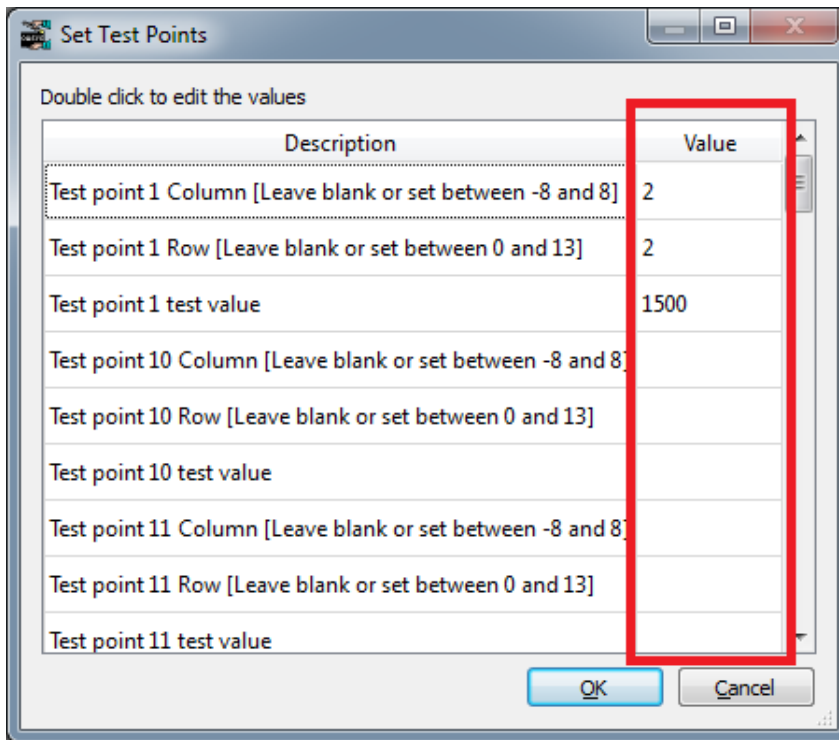 Set Test Points
Double click to edit the values
Description Value
Test point 1 Column [Leave blank or set between -8 and 8] 2
Test point 1 Row [Leave blank or set between 0 and 13] 2
Test point 1 test value 1500
Test point 10 Column [Leave blank or set between -8 and 8]
Test point 10 Row [Leave blank or set between 0 and 13]
Test point 10 test value
Test point 11 Column [Leave blank or set between -8 and 8]
Test point 11 Row [Leave blank or set between 0 and 13]
Test point 11 test value
OK Cancel